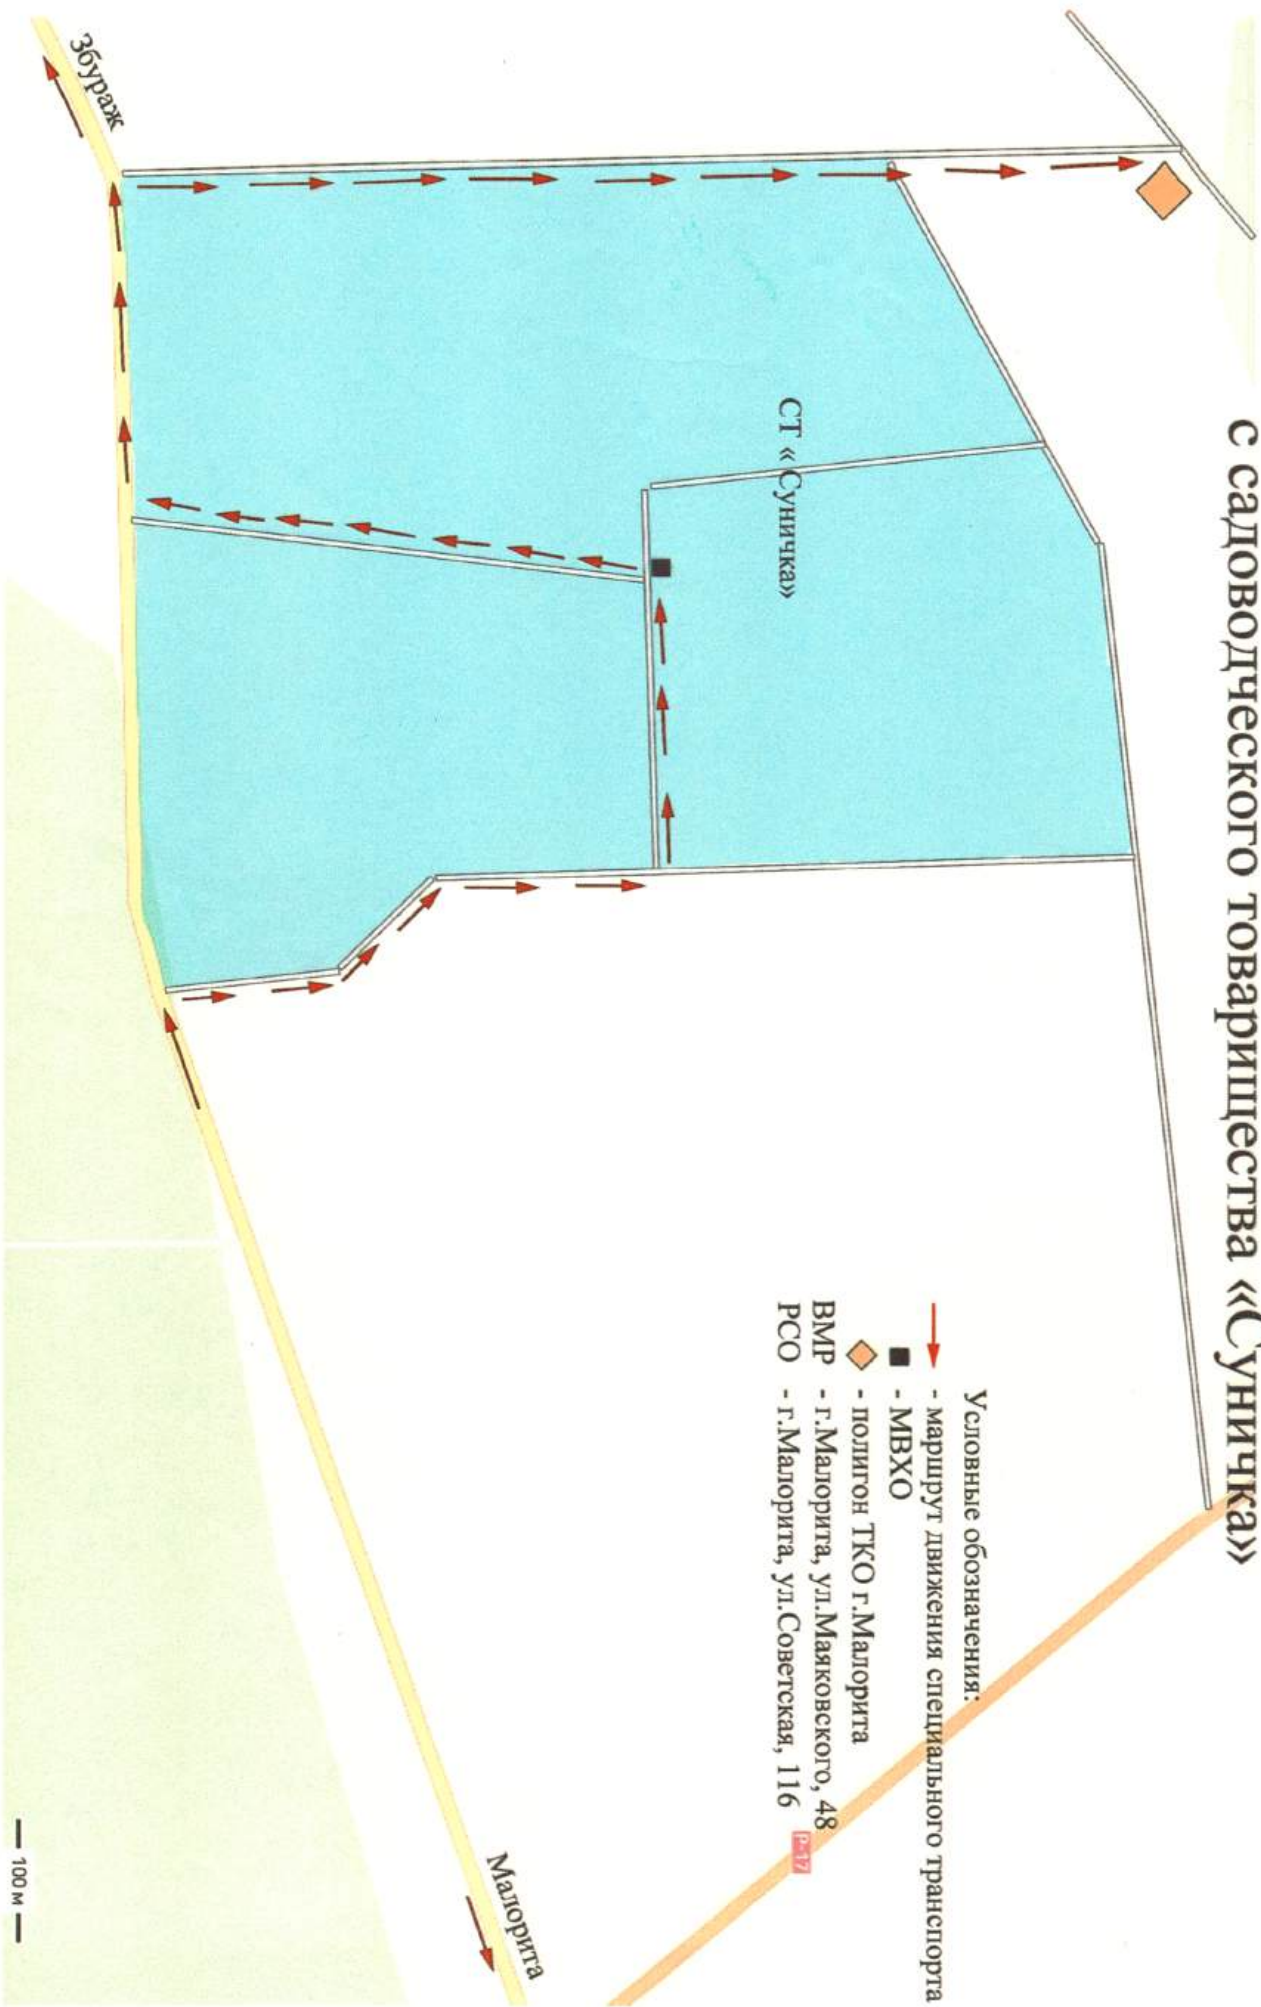 с садоводческого товарищества «Суничка»
Збураж
СТ « Суничка»
Условные обозначения:
- маршрут движения специального транспорта
- МВХО
- полигон ТКО г.Малорита
ВМР - г.Малорита, ул.Маяковского, 48
РСО - г.Малорита, ул.Советская, 116
Р-17
Малорита
100 м